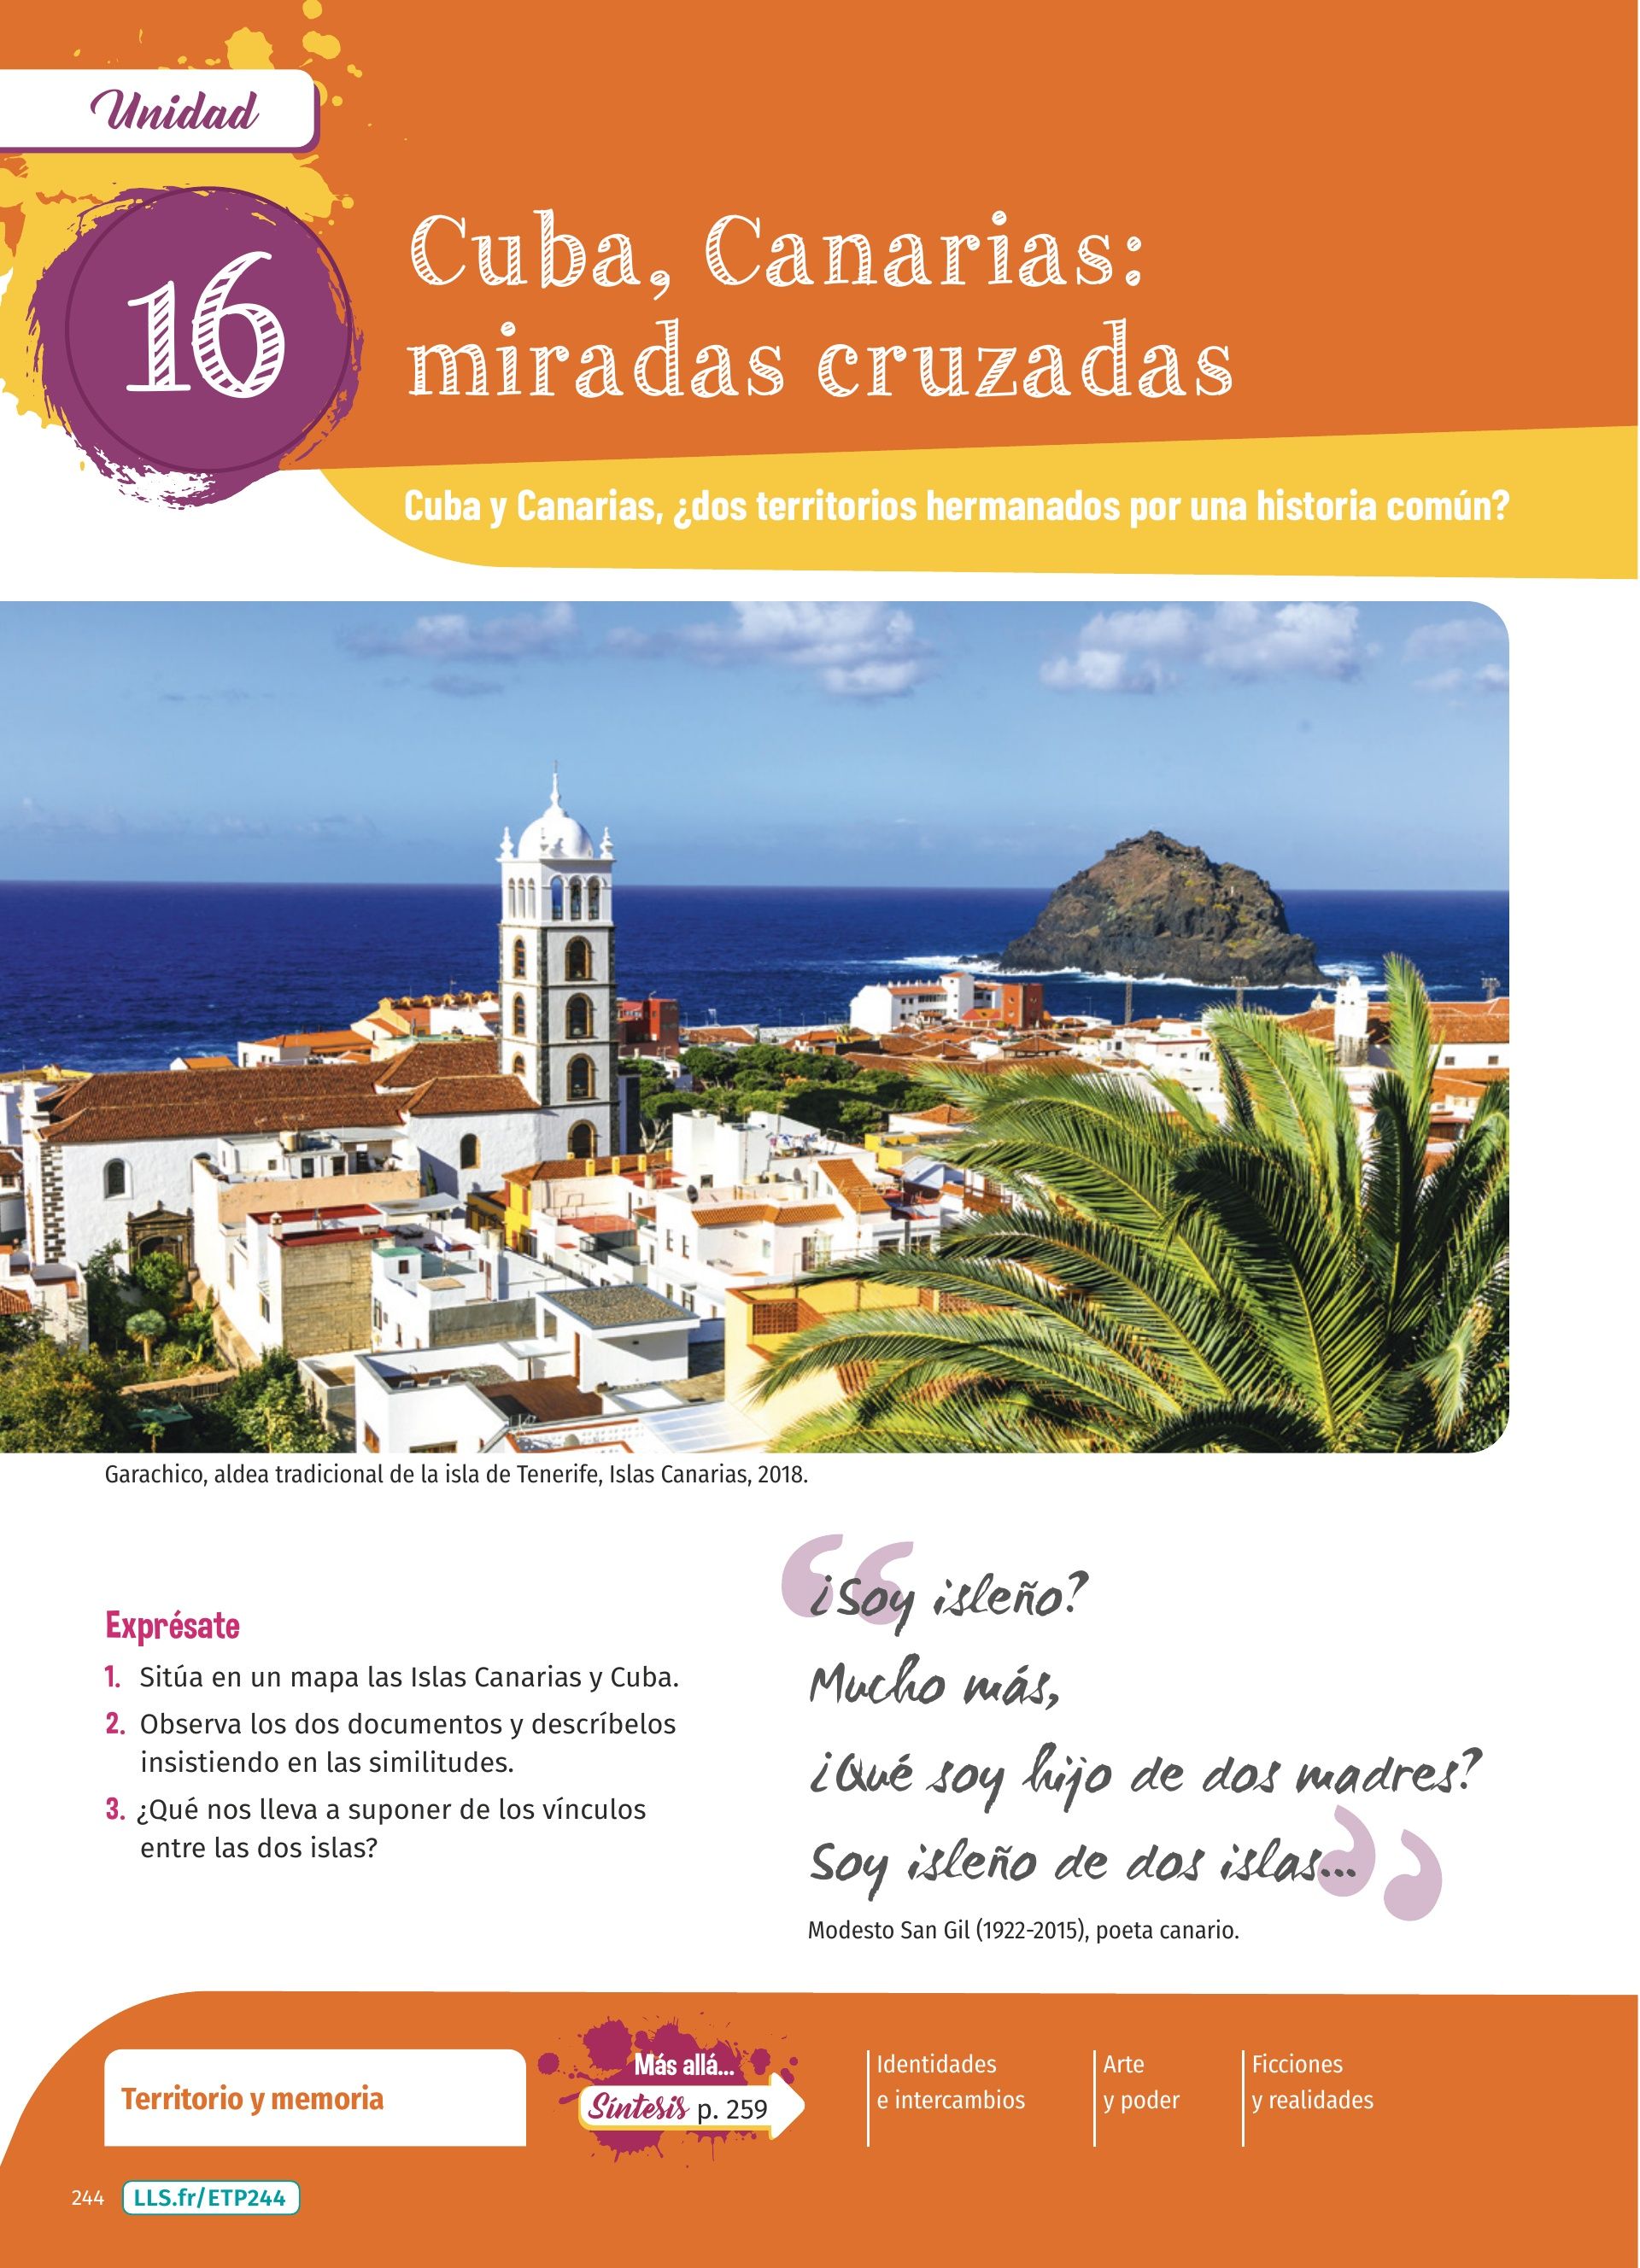 Unidad
16
Cuba, Canarias:
miradas cruzadas
Cuba y Canarias, ¿dos territorios hermanados por una historia común?
Garachico, aldea tradicional de la isla de Tenerife, Islas Canarias, 2018.
Exprésate
1. Sitúa en un mapa las Islas Canarias y Cuba.
2. Observa los dos documentos y descríbelos
insistiendo en las similitudes.
3. ¿Qué nos lleva a suponer de los vínculos
entre las dos islas?
“¿Soy isleño?
Mucho más,
¿Qué soy hijo de dos madres?
Soy isleño de dos islas...”
Modesto San Gil (1922-2015), poeta canario.
Territorio y memoria
Más allá...
Síntesis p. 259
Identidades
e intercambios
Arte
y poder
Ficciones
y realidades
244
LLS.fr/ETP244